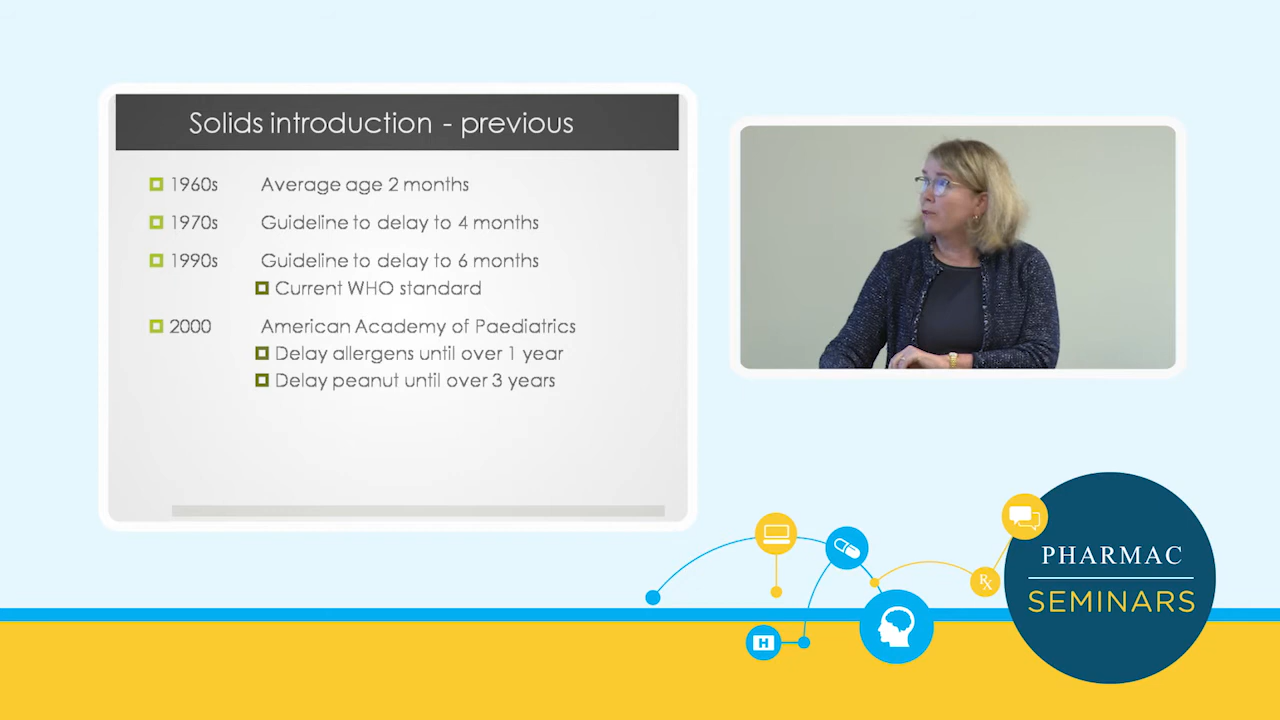 Solids introduction - previous
1960s Average age 2 months
1970s Guideline to delay to 4 months
1990s Guideline to delay to 6 months
Current WHO standard
2000 American Academy of Paediatrics
Delay allergens until over 1 year
Delay peanut until over 3 years
H
Rx
PHARMAC
SEMINARS